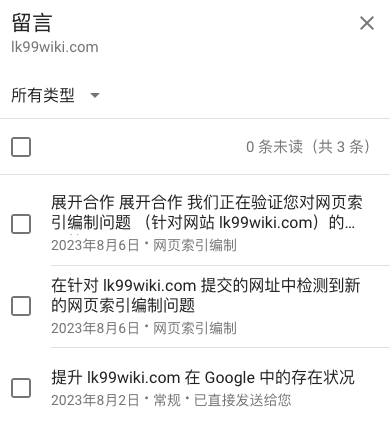 留言
lk99wiki.com
所有类型
0 条未读（共 3 条）
展开合作 展开合作 我们正在验证您对网页索
引编制问题 （针对网站 lk99wiki.com）的…
2023年8月6日 • 网页索引编制
在针对 lk99wiki.com 提交的网址中检测到新
的网页索引编制问题
2023年8月6日 • 网页索引编制
提升 lk99wiki.com 在 Google 中的存在状况
2023年8月2日 • 常规 • 已直接发送给您